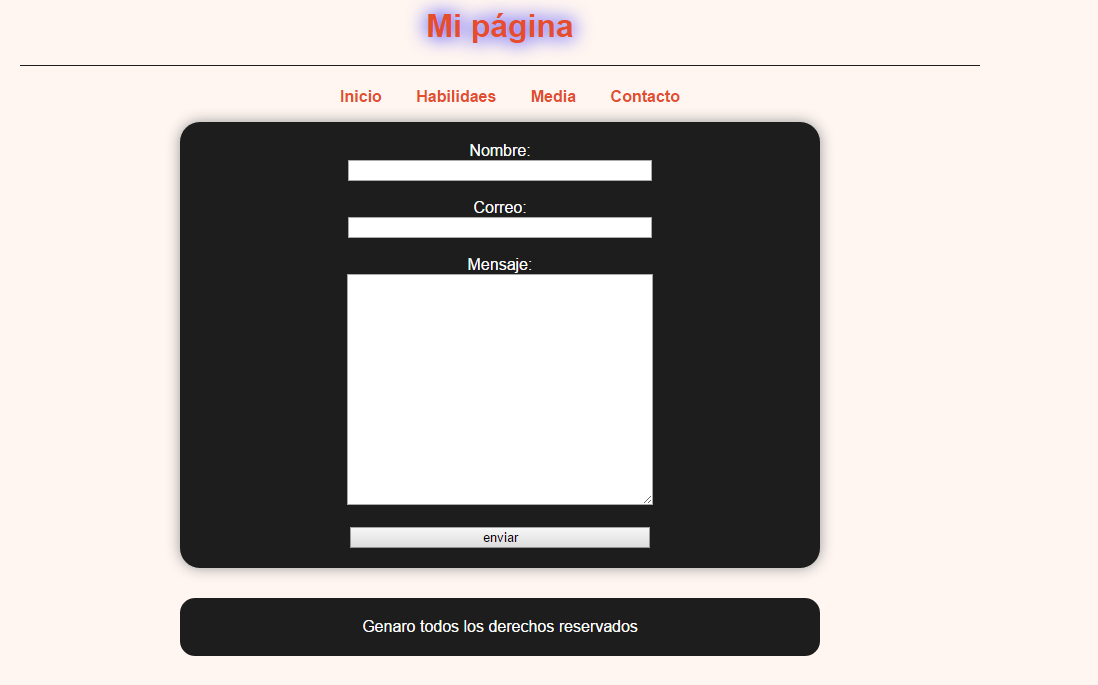 Mi página
Inicio Habilidaes Media Contacto
Nombre:
Correo:
Mensaje:
enviar
Genaro todos los derechos reservados